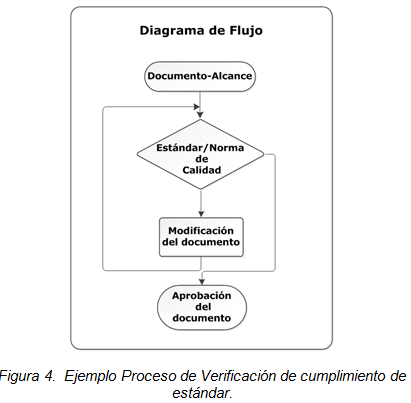 Diagrama de Flujo
Documento-Alcance
Estándar/Norma
de
Calidad
Modificación
del documento
Aprobación
del
documento
Figura 4. Ejemplo Proceso de Verificación de cumplimiento de
estándar.